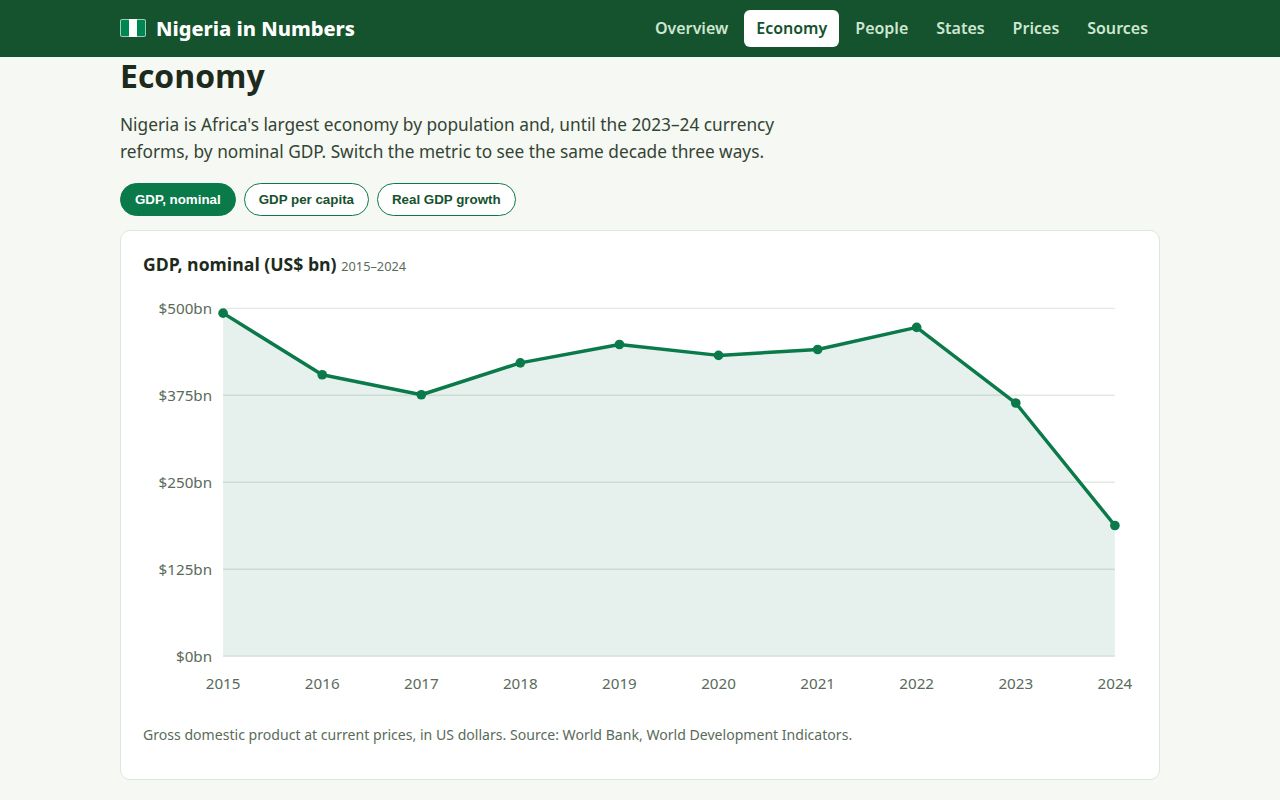 Nigeria in Numbers
Overview
Economy
People
States
Prices
Sources
Economy
Nigeria is Africa's largest economy by population and, until the 2023–24 currency
reforms, by nominal GDP. Switch the metric to see the same decade three ways.
GDP, nominal
GDP per capita
Real GDP growth
GDP, nominal (US$ bn) 2015–2024
$500bn
$375bn
$250bn
$125bn
$0bn
2015 2016 2017 2018 2019 2020 2021 2022 2023 2024
Gross domestic product at current prices, in US dollars. Source: World Bank, World Development Indicators.